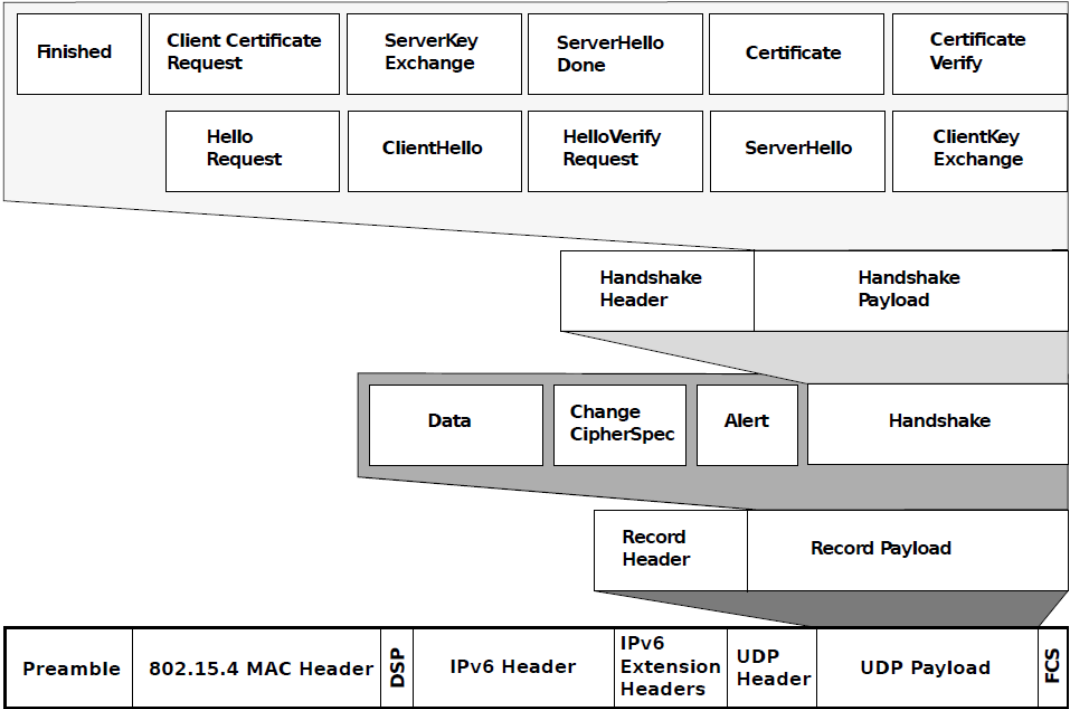 Finished
Client Certificate
Request
ServerKey
Exchange
ServerHello
Done
Certificate
Certificate
Verify
Hello
Request
ClientHello
HelloVerify
Request
ServerHello
ClientKey
Exchange
Handshake
Header
Handshake
Payload
Data
Change
CipherSpec
Alert
Handshake
Record
Header
Record Payload
Preamble
802.15.4 MAC Header
DSP
IPv6 Header
IPv6
Extension
Headers
UDP
Header
UDP Payload
FCS